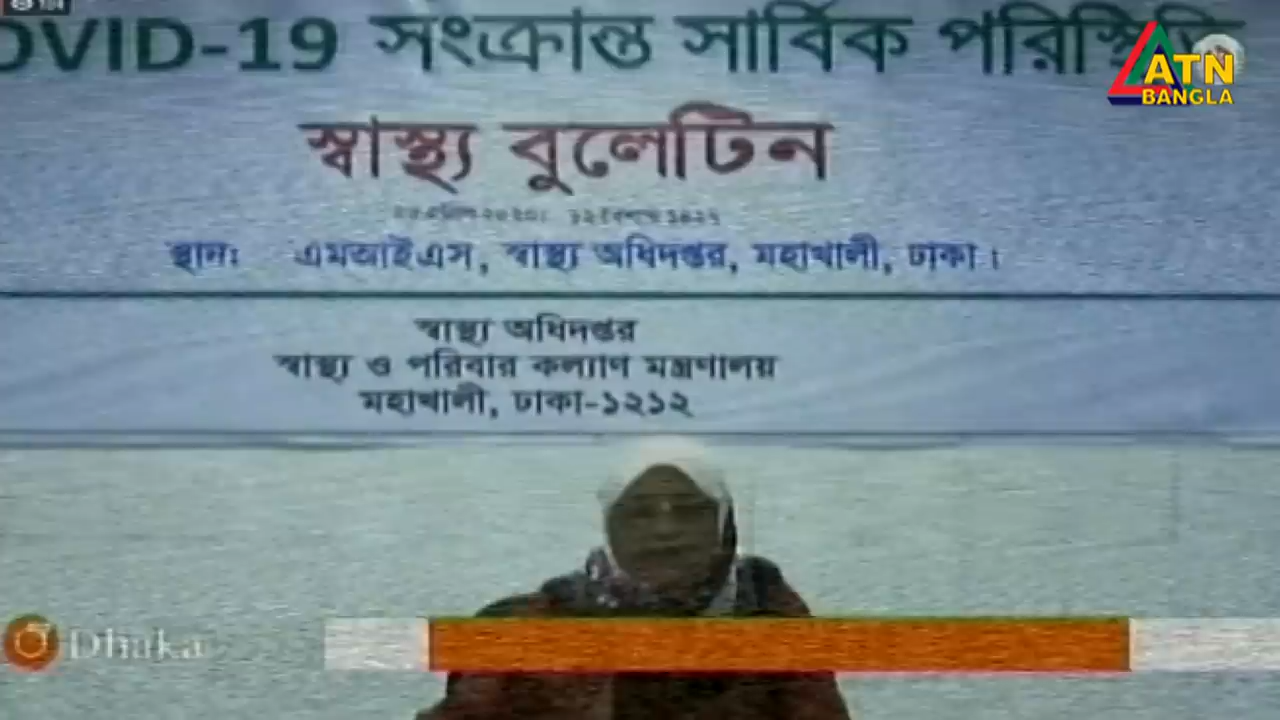 OVID-19 সংক্রান্ত সার্বিক
ATN
BANGLA
স্বাস্থ্য বুলেটিন
স্থানঃ এমআইএস, স্বাস্থ্য অধিদপ্তর, মহাখালী, ঢাকা।
স্বাস্থ্য অধিদপ্তর
স্বাস্থ্য ও পরিবার কল্যাণ মন্ত্রণালয়
মহাখালী, ঢাকা-১২১২
Dhaka